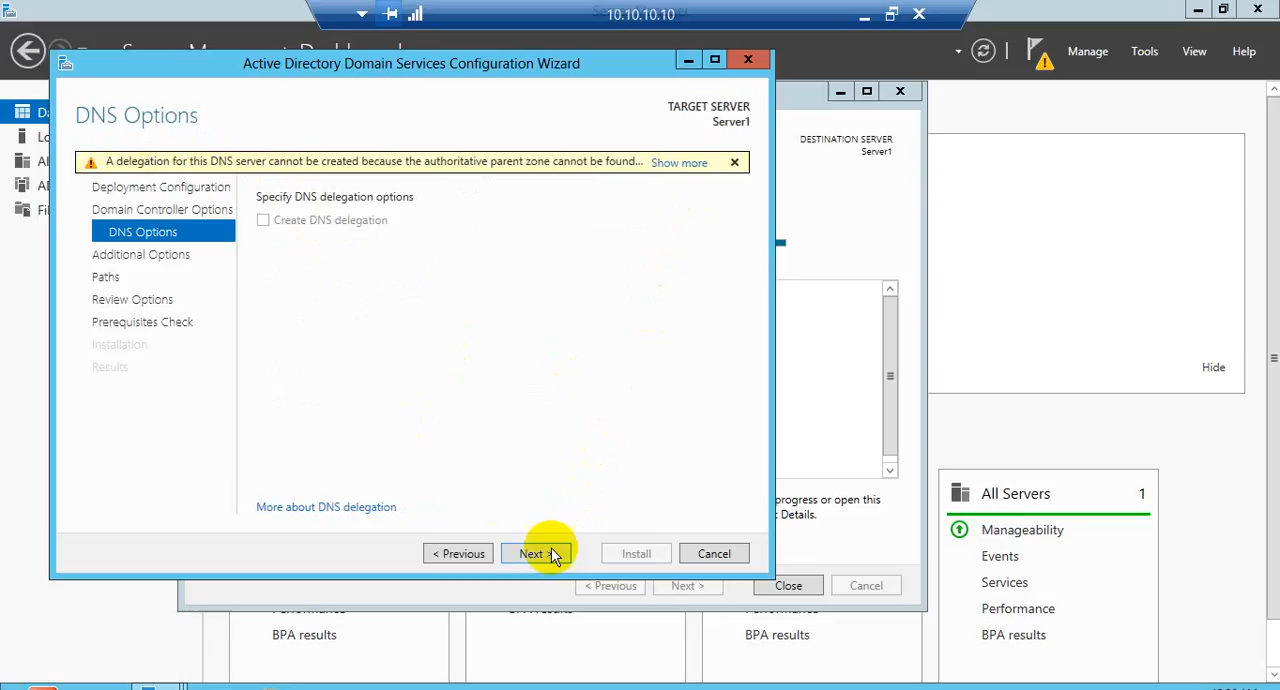 10.10.10.10
Manage
Tools
View
Help
Active Directory Domain Services Configuration Wizard
DNS Options
TARGET SERVER
Server1
A delegation for this DNS server cannot be created because the authoritative parent zone cannot be found...
Show more
Deployment Configuration
Domain Controller Options
DNS Options
Additional Options
Paths
Review Options
Prerequisites Check
Installation
Results
Specify DNS delegation options
Create DNS delegation
More about DNS delegation
< Previous
Next >
Install
Cancel
DESTINATION SERVER
Server1
progress or open this
Details.
< Previous
Next >
Close
Cancel
Hide
All Servers
1
Manageability
Events
Services
Performance
BPA results
BPA results
BPA results